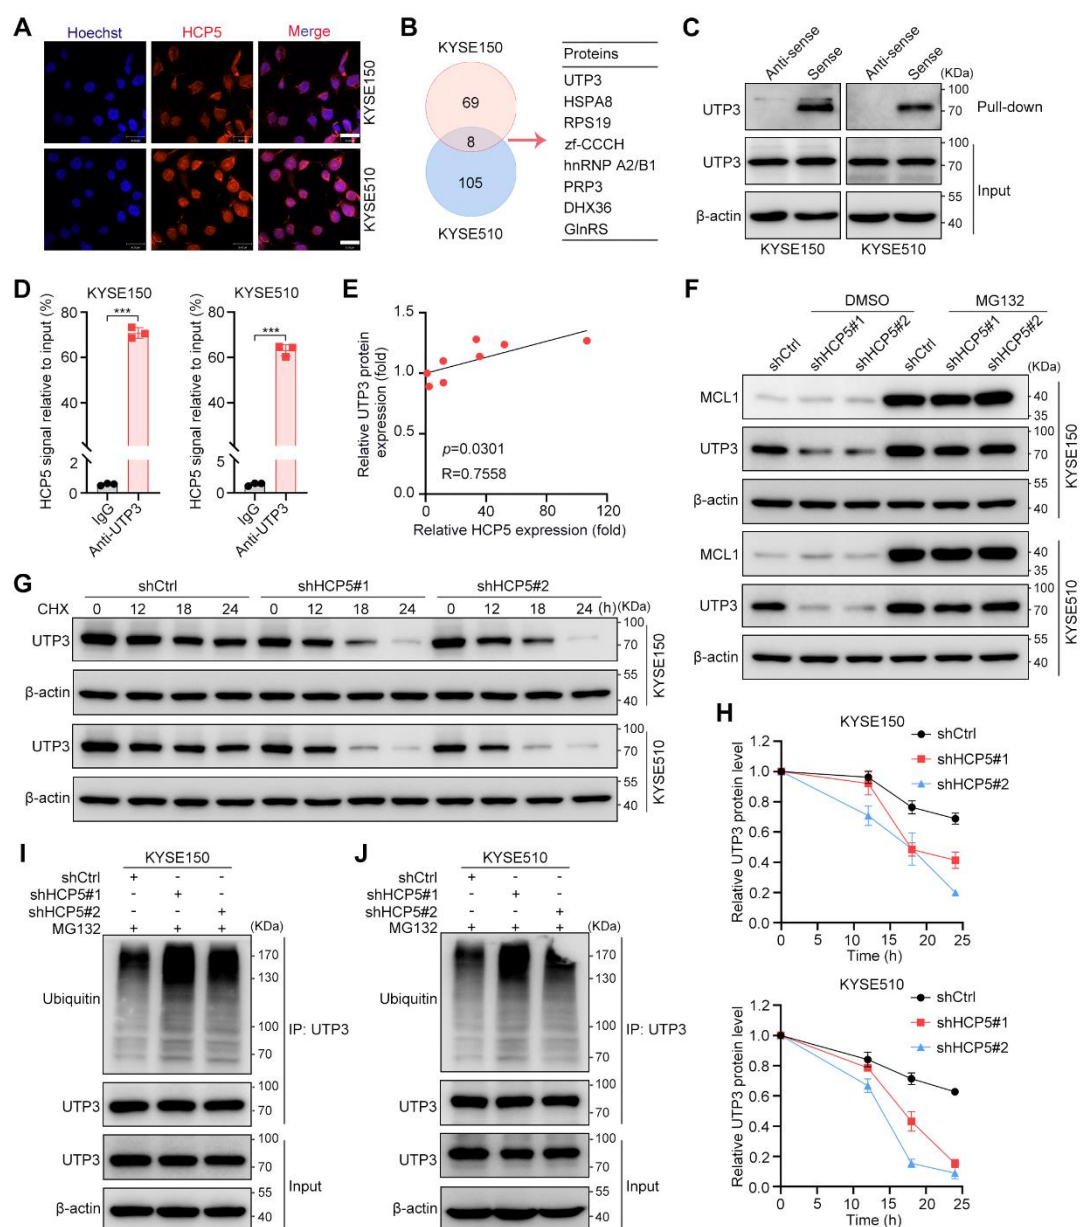 A
Hoechst HCP5 Merge
KYSE150
KYSE510
B
KYSE150
69
8
105
KYSE510
Proteins
UTP3
HSPA8
RPS19
zf-CCCH
hnRNP A2/B1
PRP3
DHX36
GlnRS
C
Anti-sense Sense Anti-sense Sense
(KDa)
UTP3 100 70 Pull-down
UTP3 100 70 Input
β-actin 55 40
KYSE150 KYSE510
D
KYSE150
HCP5 signal relative to input (%)
80
60
40
2
0
IgG Anti-UTP3
***
KYSE510
HCP5 signal relative to input (%)
80
60
40
5
0
IgG Anti-UTP3
***
E
Relative UTP3 protein
expression (fold)
1.5
1.0
0.5
0.0
p=0.0301
R=0.7558
0 40 80 120
Relative HCP5 expression (fold)
F
DMSO MG132
shCtrl shHCP5#1 shHCP5#2 shCtrl shHCP5#1 shHCP5#2
(KDa)
MCL1 40 35
UTP3 100 70
β-actin 55 40
KYSE150
MCL1 40 35
UTP3 100 70
β-actin 55 40
KYSE510
G
shCtrl shHCP5#1 shHCP5#2
CHX 0 12 18 24 0 12 18 24 0 12 18 24 (h) (KDa)
UTP3 100 70
β-actin 55 40
KYSE150
UTP3 100 70
β-actin 55 40
KYSE510
H
KYSE150
Relative UTP3 protein level
1.2
1.0
0.8
0.6
0.4
0.2
0
shCtrl
shHCP5#1
shHCP5#2
0 5 10 15 20 25
Time (h)
KYSE510
Relative UTP3 protein level
1.2
1.0
0.8
0.6
0.4
0.2
0.0
shCtrl
shHCP5#1
shHCP5#2
0 5 10 15 20 25
Time (h)
I
KYSE150
shCtrl + - -
shHCP5#1 - + -
shHCP5#2 - - +
MG132 + + + (KDa)
Ubiquitin 170 130 100 70
IP: UTP3
UTP3 100 70
UTP3 100 70
Input
β-actin 55 40
J
KYSE510
shCtrl + - -
shHCP5#1 - + -
shHCP5#2 - - +
MG132 + + + (KDa)
Ubiquitin 170 130 100 70
IP: UTP3
UTP3 100 70
UTP3 100 70
Input
β-actin 55 40